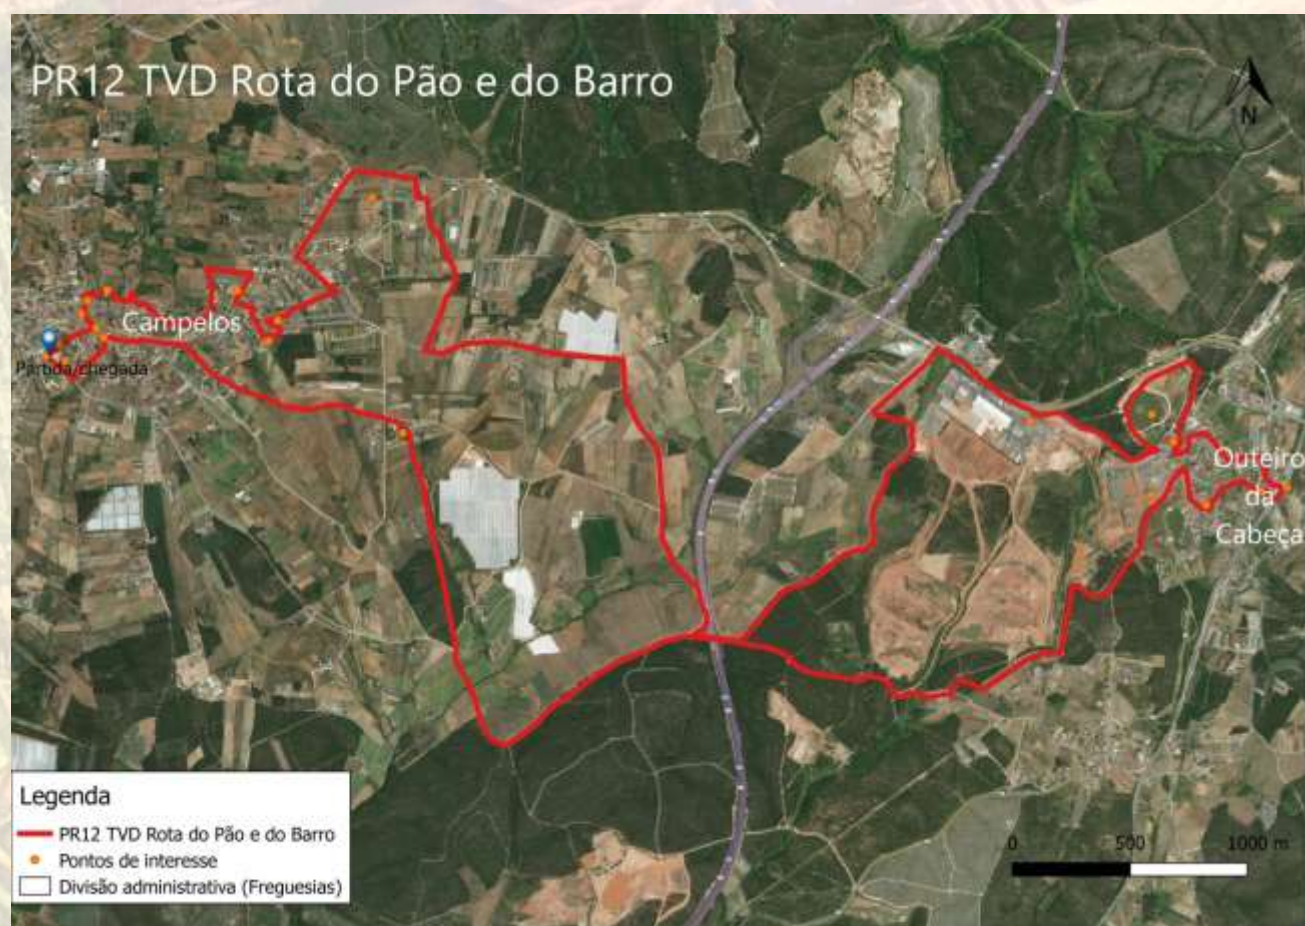 PR12 TVD Rota do Pão e do Barro
N
Campelos
Partida/chegada
Outeiro
da
Cabeça
Legenda
PR12 TVD Rota do Pão e do Barro
Pontos de interesse
Divisão administrativa (Freguesias)
0 500 1000 m